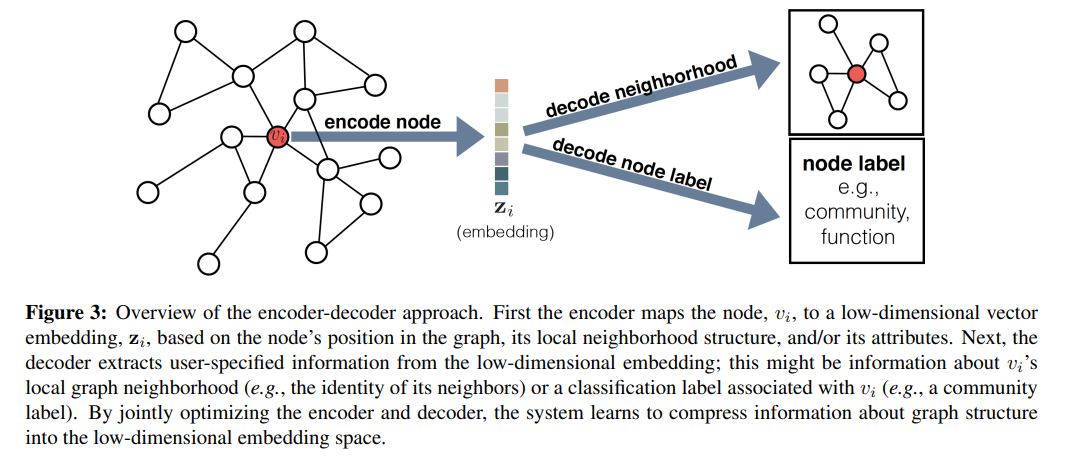 v_i
encode node
z_i
(embedding)
decode neighborhood
decode node label
node label
e.g.,
community,
function
Figure 3: Overview of the encoder-decoder approach. First the encoder maps the node, v_i, to a low-dimensional vector
embedding, z_i, based on the node's position in the graph, its local neighborhood structure, and/or its attributes. Next, the
decoder extracts user-specified information from the low-dimensional embedding; this might be information about v_i's
local graph neighborhood (e.g., the identity of its neighbors) or a classification label associated with v_i (e.g., a community
label). By jointly optimizing the encoder and decoder, the system learns to compress information about graph structure
into the low-dimensional embedding space.